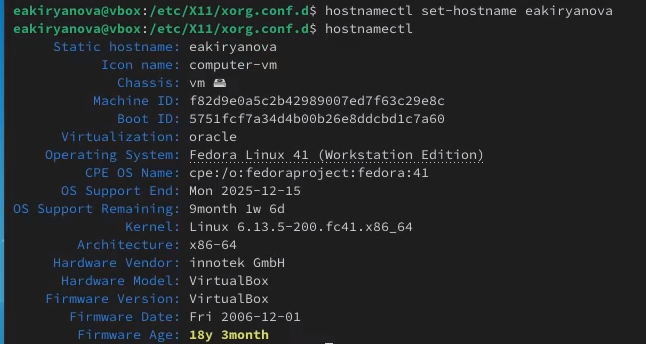 eakiryanova@vbox:/etc/X11/xorg.conf.d$ hostnamectl set-hostname eakiryanova
eakiryanova@vbox:/etc/X11/xorg.conf.d$ hostnamectl
Static hostname: eakiryanova
Icon name: computer-vm
Chassis: vm 🖴
Machine ID: f82d9e0a5c2b42989007ed7f63c29e8c
Boot ID: 5751fcf7a34d4b00b26e8ddcbd1c7a60
Virtualization: oracle
Operating System: Fedora Linux 41 (Workstation Edition)
CPE OS Name: cpe:/o:fedoraproject:fedora:41
OS Support End: Mon 2025-12-15
OS Support Remaining: 9month 1w 6d
Kernel: Linux 6.13.5-200.fc41.x86_64
Architecture: x86-64
Hardware Vendor: innotek GmbH
Hardware Model: VirtualBox
Firmware Version: VirtualBox
Firmware Date: Fri 2006-12-01
Firmware Age: 18y 3month